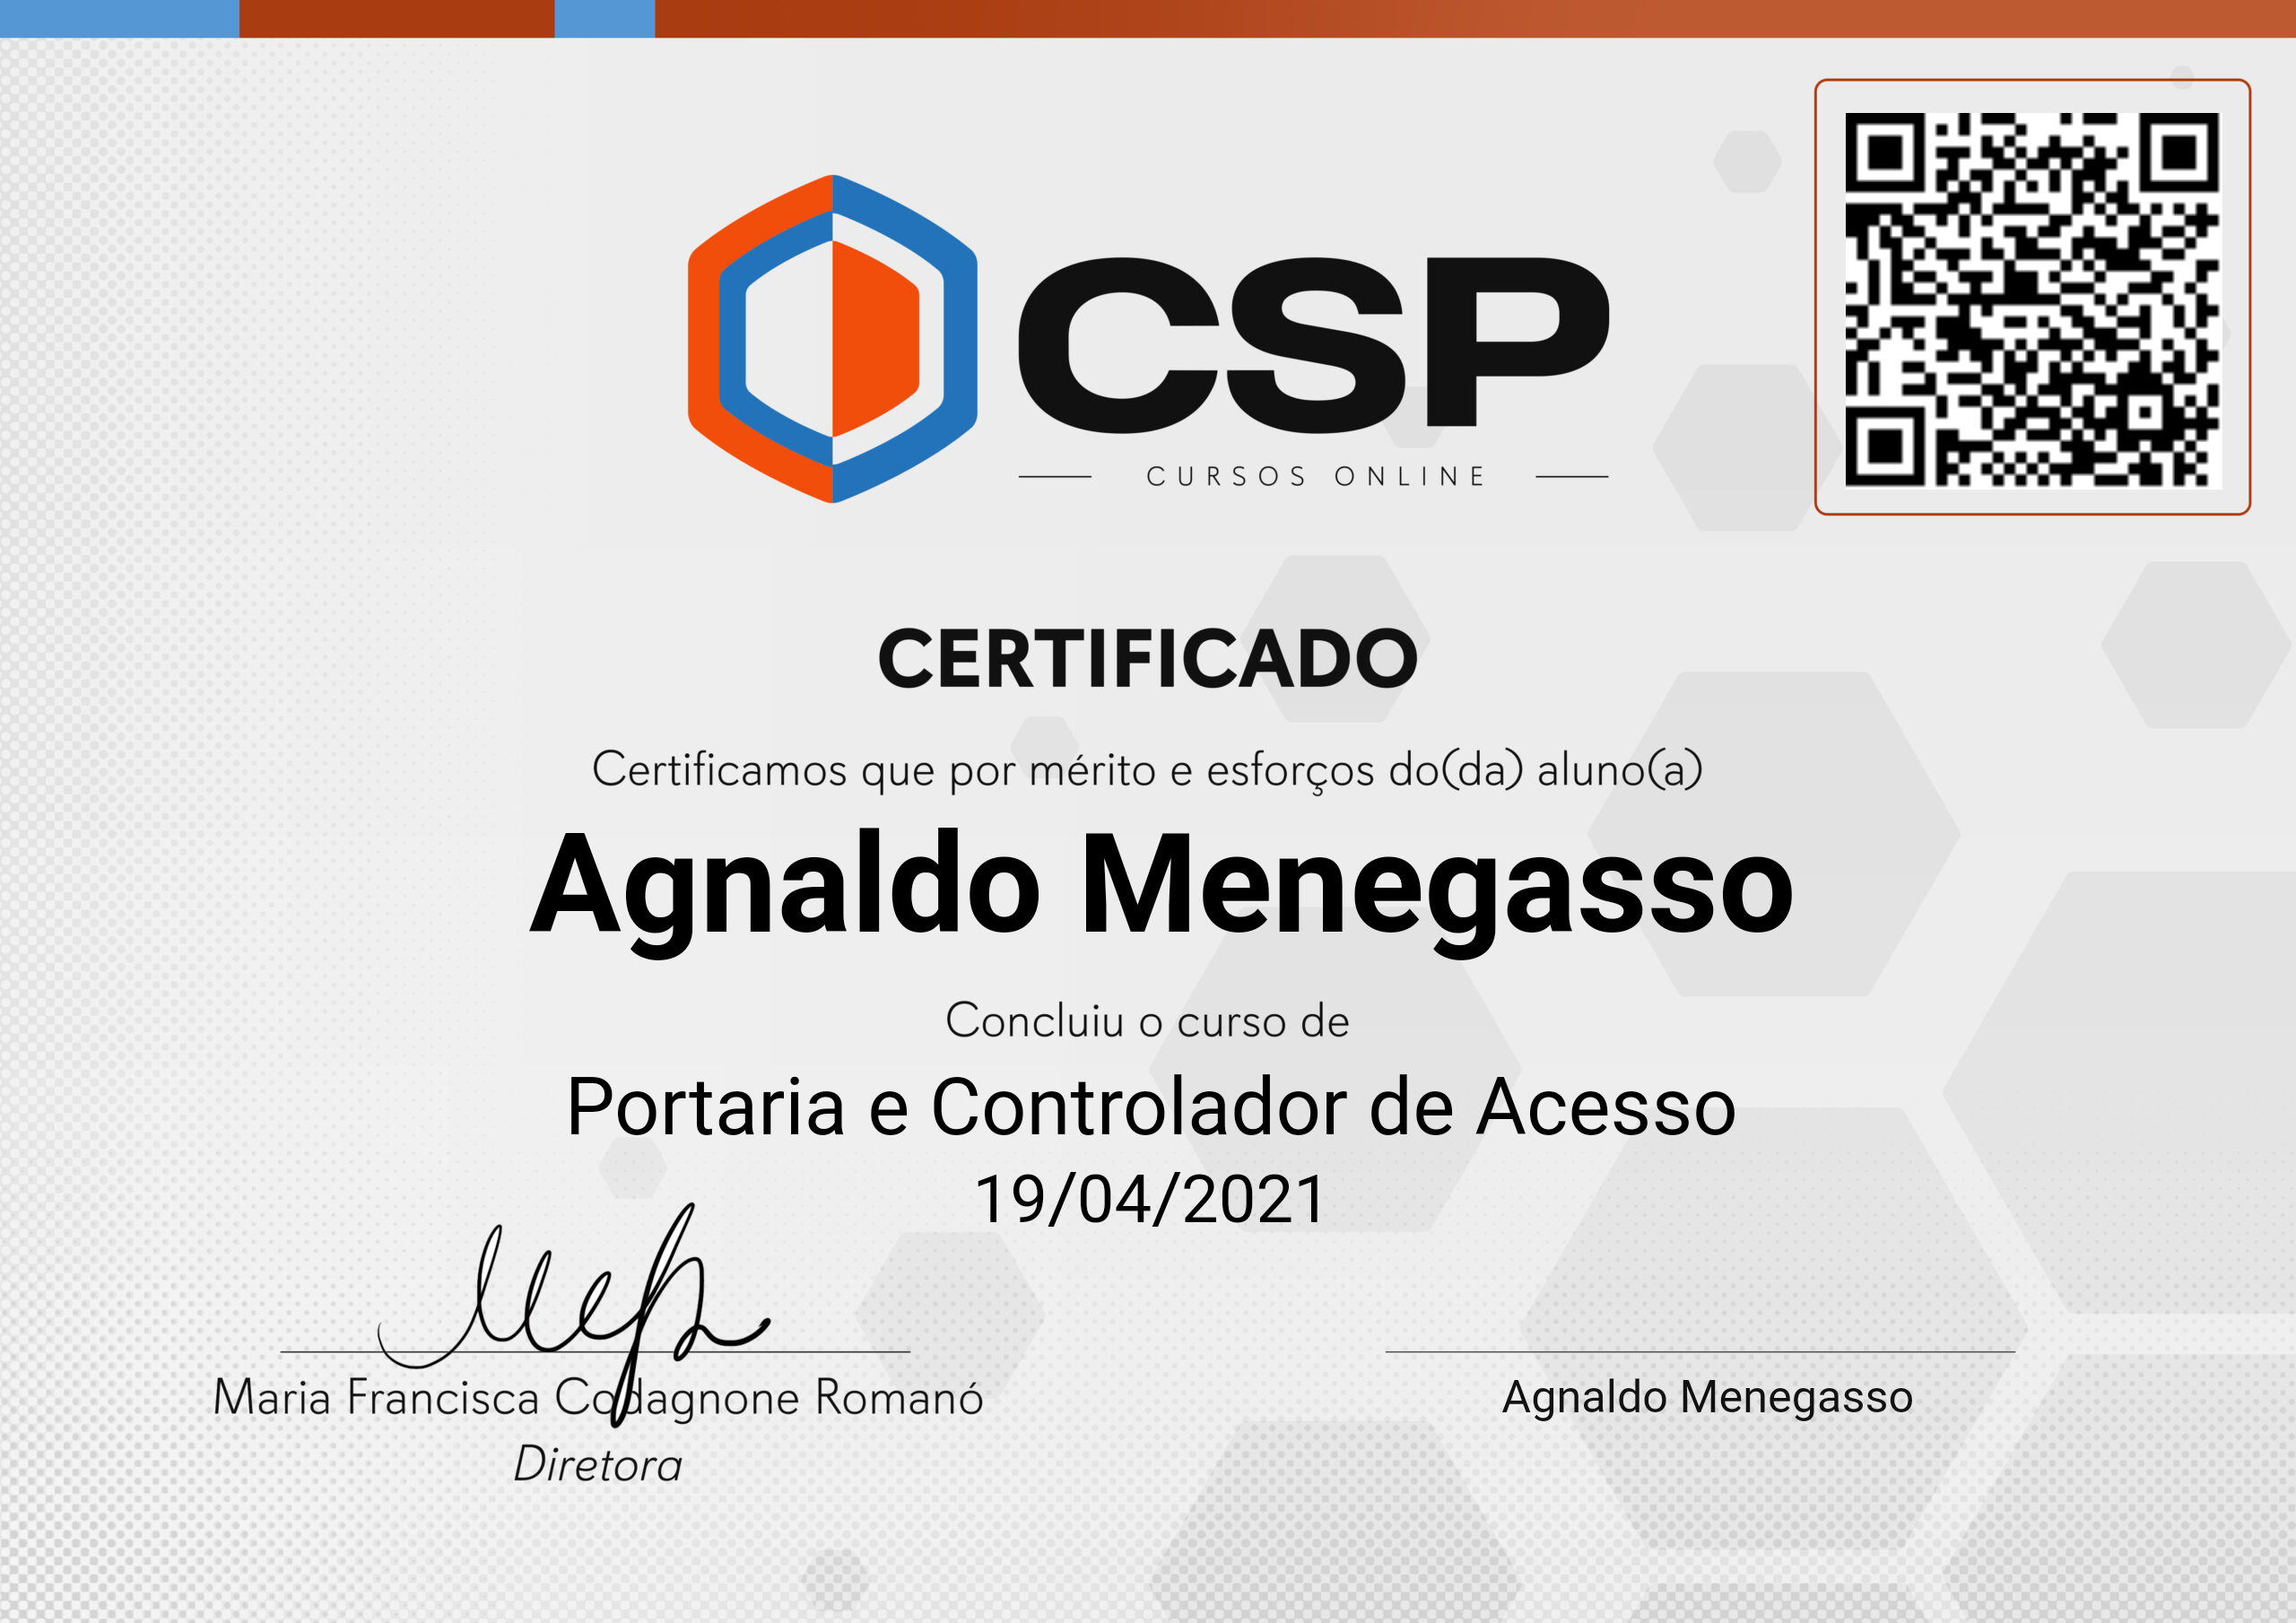 CSP
CURSOS ONLINE
CERTIFICADO
Certificamos que por mérito e esforços do(da) aluno(a)
Agnaldo Menegasso
Concluiu o curso de
Portaria e Controlador de Acesso
19/04/2021
Maria Francisca Codagnone Romanó
Diretora
Agnaldo Menegasso